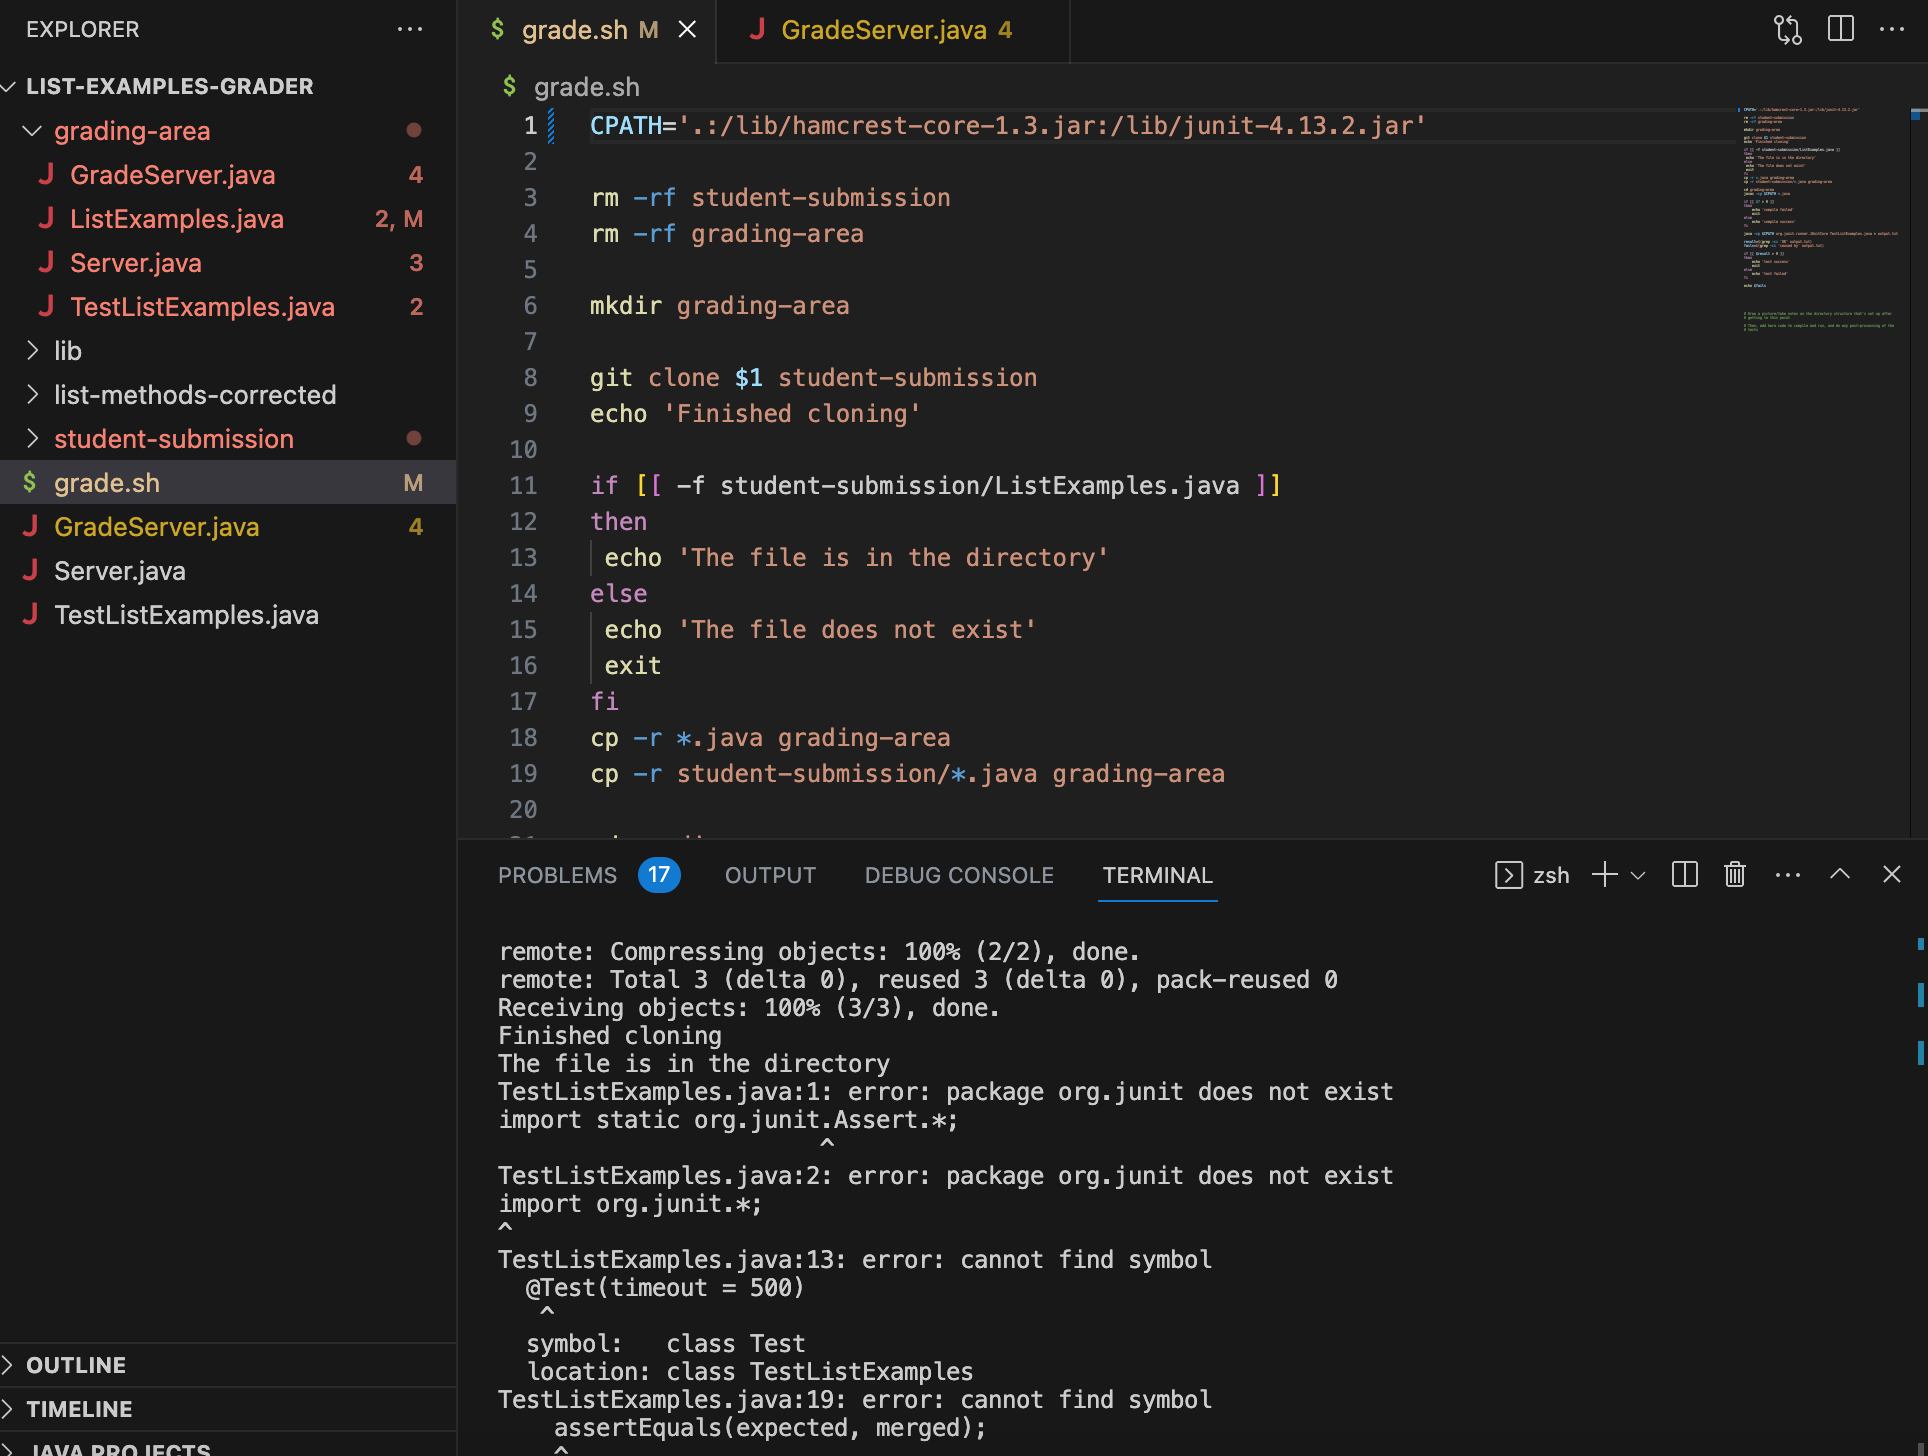 EXPLORER
LIST-EXAMPLES-GRADER
grading-area
GradeServer.java 4
ListExamples.java 2, M
Server.java 3
TestListExamples.java 2
lib
list-methods-corrected
student-submission
$ grade.sh M
GradeServer.java 4
Server.java
TestListExamples.java
OUTLINE
TIMELINE
JAVA PROJECTS
$ grade.sh M
GradeServer.java 4
$ grade.sh
1 CPATH='.:/lib/hamcrest-core-1.3.jar:/lib/junit-4.13.2.jar'
2
3 rm -rf student-submission
4 rm -rf grading-area
5
6 mkdir grading-area
7
8 git clone $1 student-submission
9 echo 'Finished cloning'
10
11 if [[ -f student-submission/ListExamples.java ]]
12 then
13 echo 'The file is in the directory'
14 else
15 echo 'The file does not exist'
16 exit
17 fi
18 cp -r *.java grading-area
19 cp -r student-submission/*.java grading-area
20
PROBLEMS 17 OUTPUT DEBUG CONSOLE TERMINAL zsh
remote: Compressing objects: 100% (2/2), done.
remote: Total 3 (delta 0), reused 3 (delta 0), pack-reused 0
Receiving objects: 100% (3/3), done.
Finished cloning
The file is in the directory
TestListExamples.java:1: error: package org.junit does not exist
import static org.junit.Assert.*;
^
TestListExamples.java:2: error: package org.junit does not exist
import org.junit.*;
^
TestListExamples.java:13: error: cannot find symbol
@Test(timeout = 500)
^
symbol: class Test
location: class TestListExamples
TestListExamples.java:19: error: cannot find symbol
assertEquals(expected, merged);
^